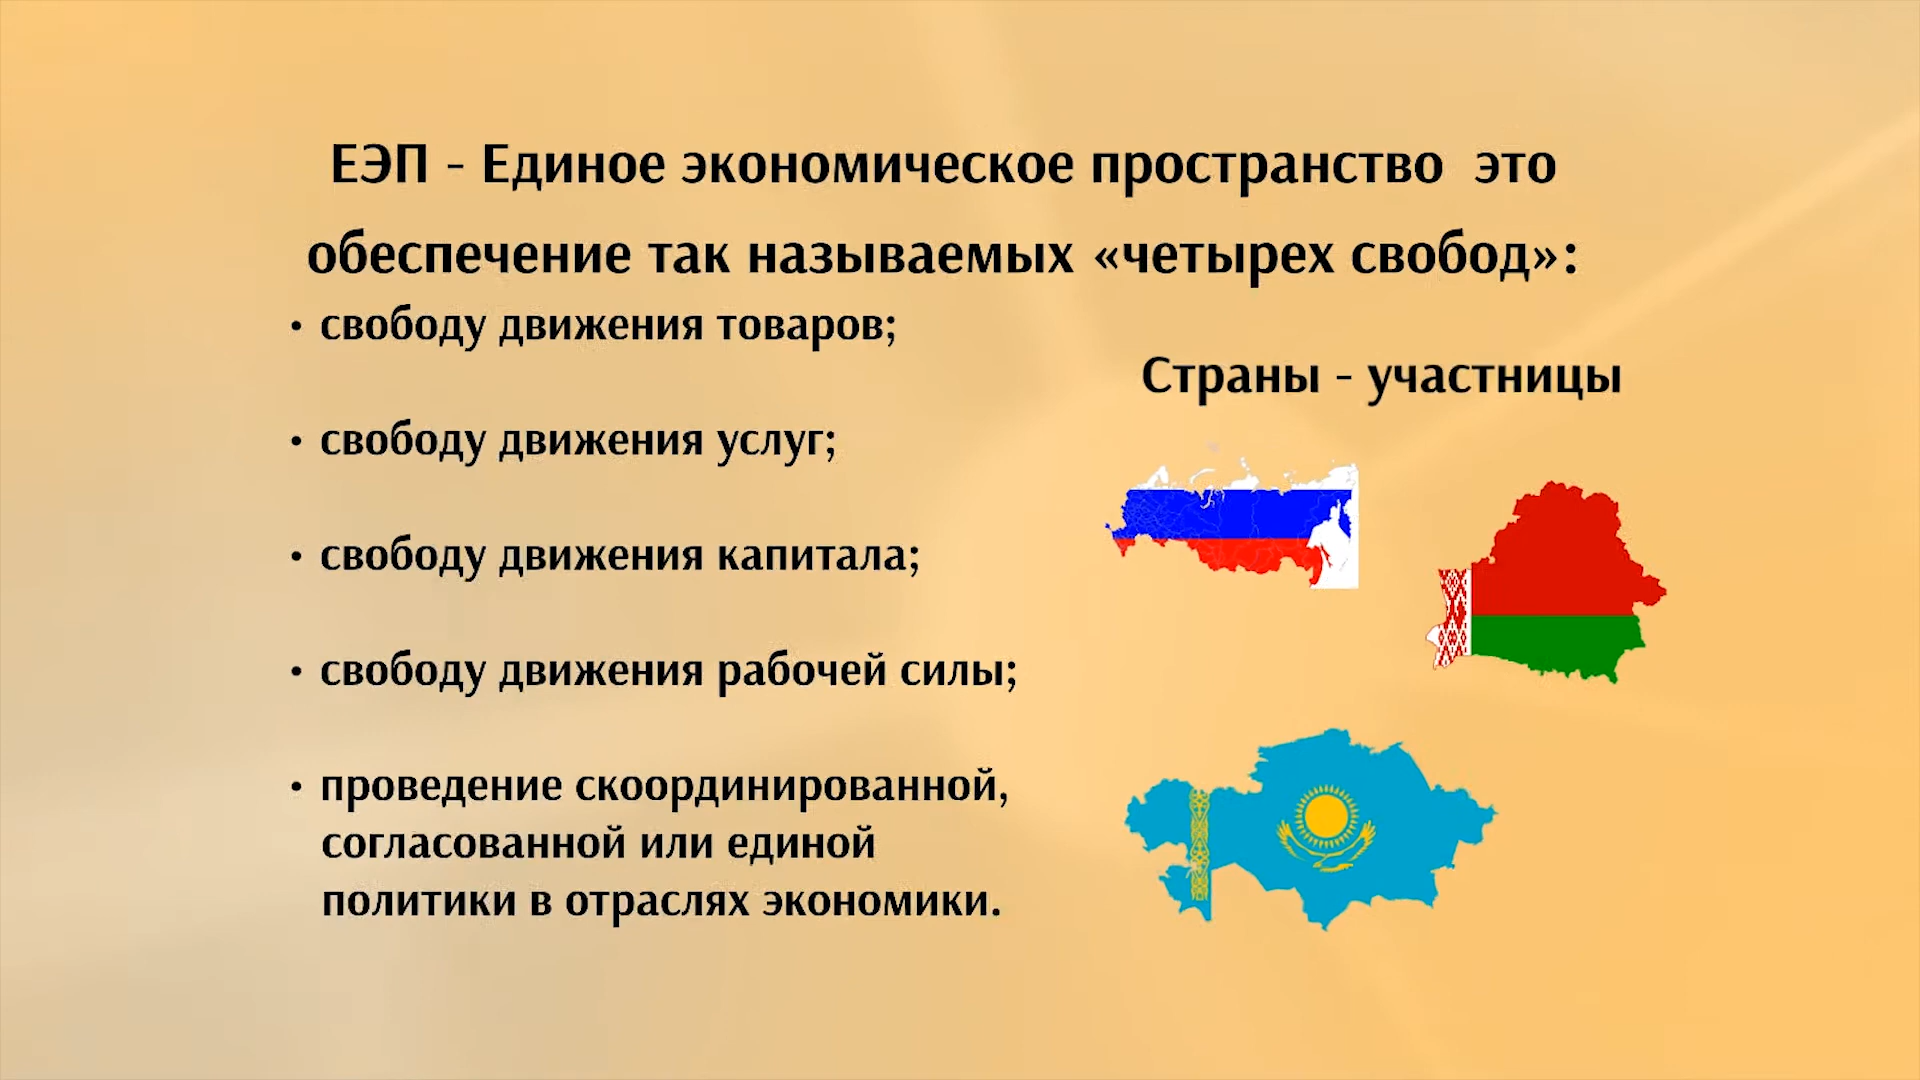 ЕЭП - Единое экономическое пространство  это
обеспечение так называемых «четырех свобод»:
• свободу движения товаров;
• свободу движения услуг;
• свободу движения капитала;
• свободу движения рабочей силы;
• проведение скоординированной,
согласованной или единой
политики в отраслях экономики.
Страны - участницы